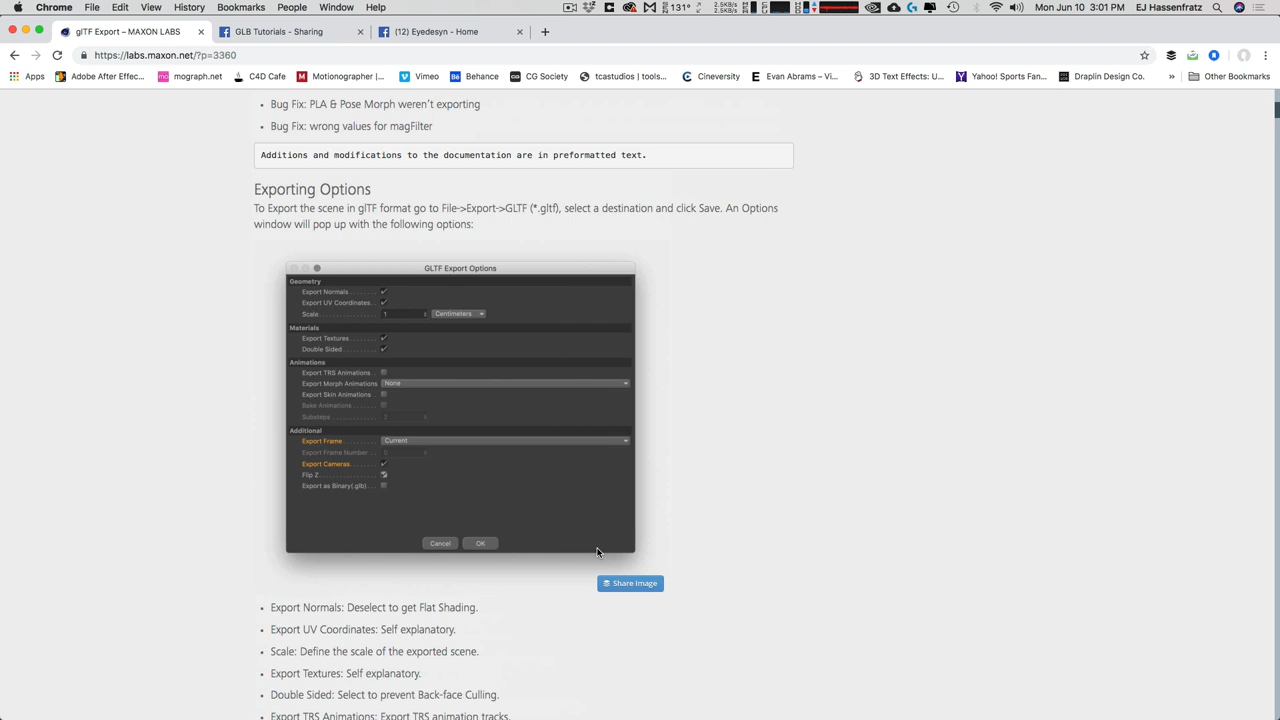 Chrome File Edit View History Bookmarks People Window Help
131°
EJ Hassenfratz
glTF Export – MAXON LABS
GLB Tutorials - Sharing
(12) Eyedesyn - Home
https://labs.maxon.net/?p=3360
Apps Adobe After Effec... mograph.net C4D Cafe Motionographer |... Vimeo Behance CG Society tcastudios | tools... Cineversity Evan Abrams – Vi... 3D Text Effects: U... Yahoo! Sports Fan... Draplin Design Co. » Other Bookmarks
• Bug Fix: PLA & Pose Morph weren't exporting
• Bug Fix: wrong values for magFilter
Additions and modifications to the documentation are in preformatted text.
Exporting Options
To Export the scene in glTF format go to File->Export->GLTF (*.gltf), select a destination and click Save. An Options
window will pop up with the following options:
GLTF Export Options
Geometry
Export Normals
Export UV Coordinates
Scale 1 Centimeters
Materials
Export Textures
Double Sided
Animations
Export TRS Animations
Export Morph Animations None
Export Skin Animations
Bake Animations
Substeps
Additional
Export Frame Current
Export Frame Number
Export Cameras
Flip Z
Export as Binary(.glb)
Cancel OK
Share Image
• Export Normals: Deselect to get Flat Shading.
• Export UV Coordinates: Self explanatory.
• Scale: Define the scale of the exported scene.
• Export Textures: Self explanatory.
• Double Sided: Select to prevent Back-face Culling.
• Export TRS Animations: Export TRS animation tracks.